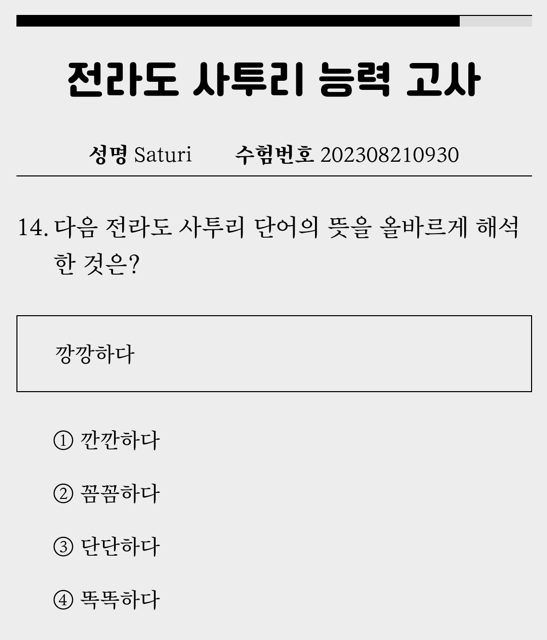 전라도 사투리 능력 고사
성명 Saturi 수험번호 202308210930
14. 다음 전라도 사투리 단어의 뜻을 올바르게 해석
한 것은?
깡깡하다
① 깐깐하다
② 꼼꼼하다
③ 단단하다
④ 똑똑하다